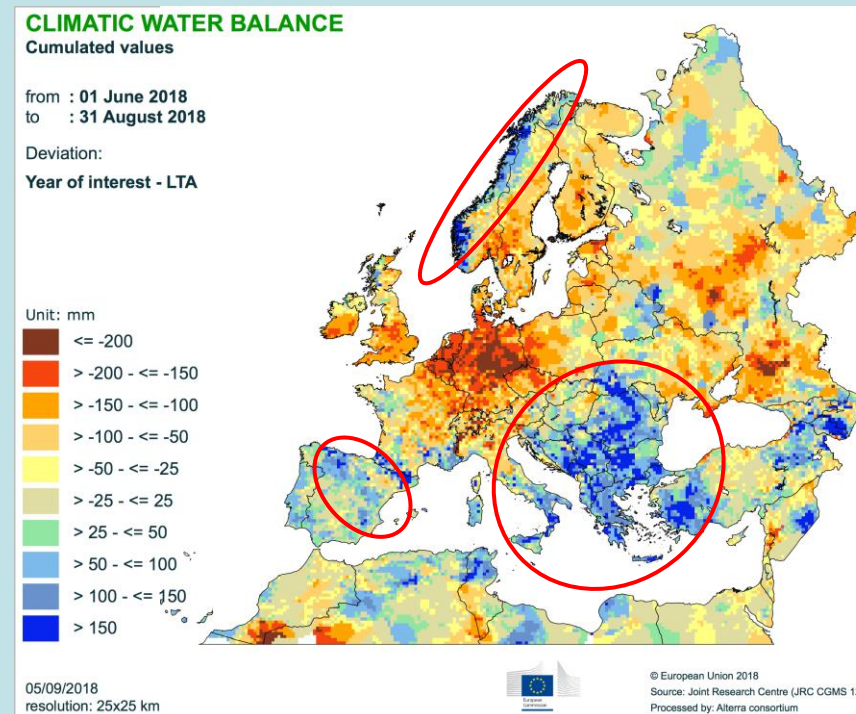 CLIMATIC WATER BALANCE
Cumulated values
from : 01 June 2018
to : 31 August 2018
Deviation:
Year of interest - LTA
Unit: mm
<= -200
> -200 - <= -150
> -150 - <= -100
> -100 - <= -50
> -50 - <= -25
> -25 - <= 25
> 25 - <= 50
> 50 - <= 100
> 100 - <= 150
> 150
05/09/2018
resolution: 25x25 km
European
Commission
© European Union 2018
Source: Joint Research Centre (JRC CGMS
Processed by: Alterra consortium